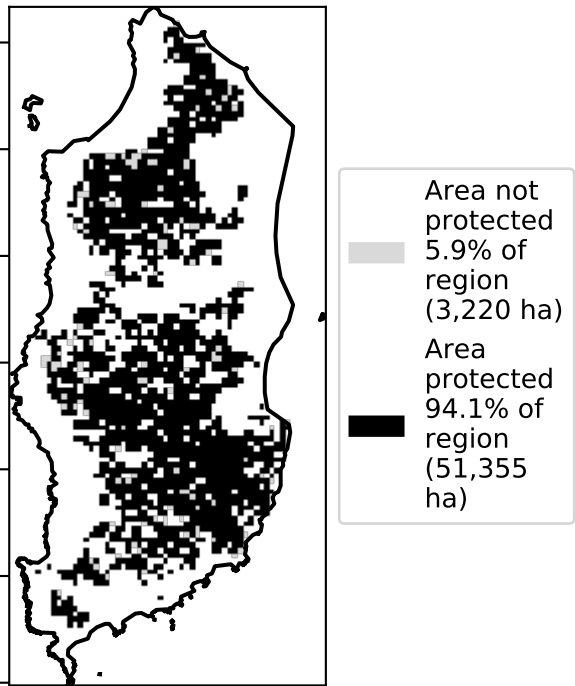 Area not
protected
5.9% of
region
(3,220 ha)
Area
protected
94.1% of
region
(51,355
ha)